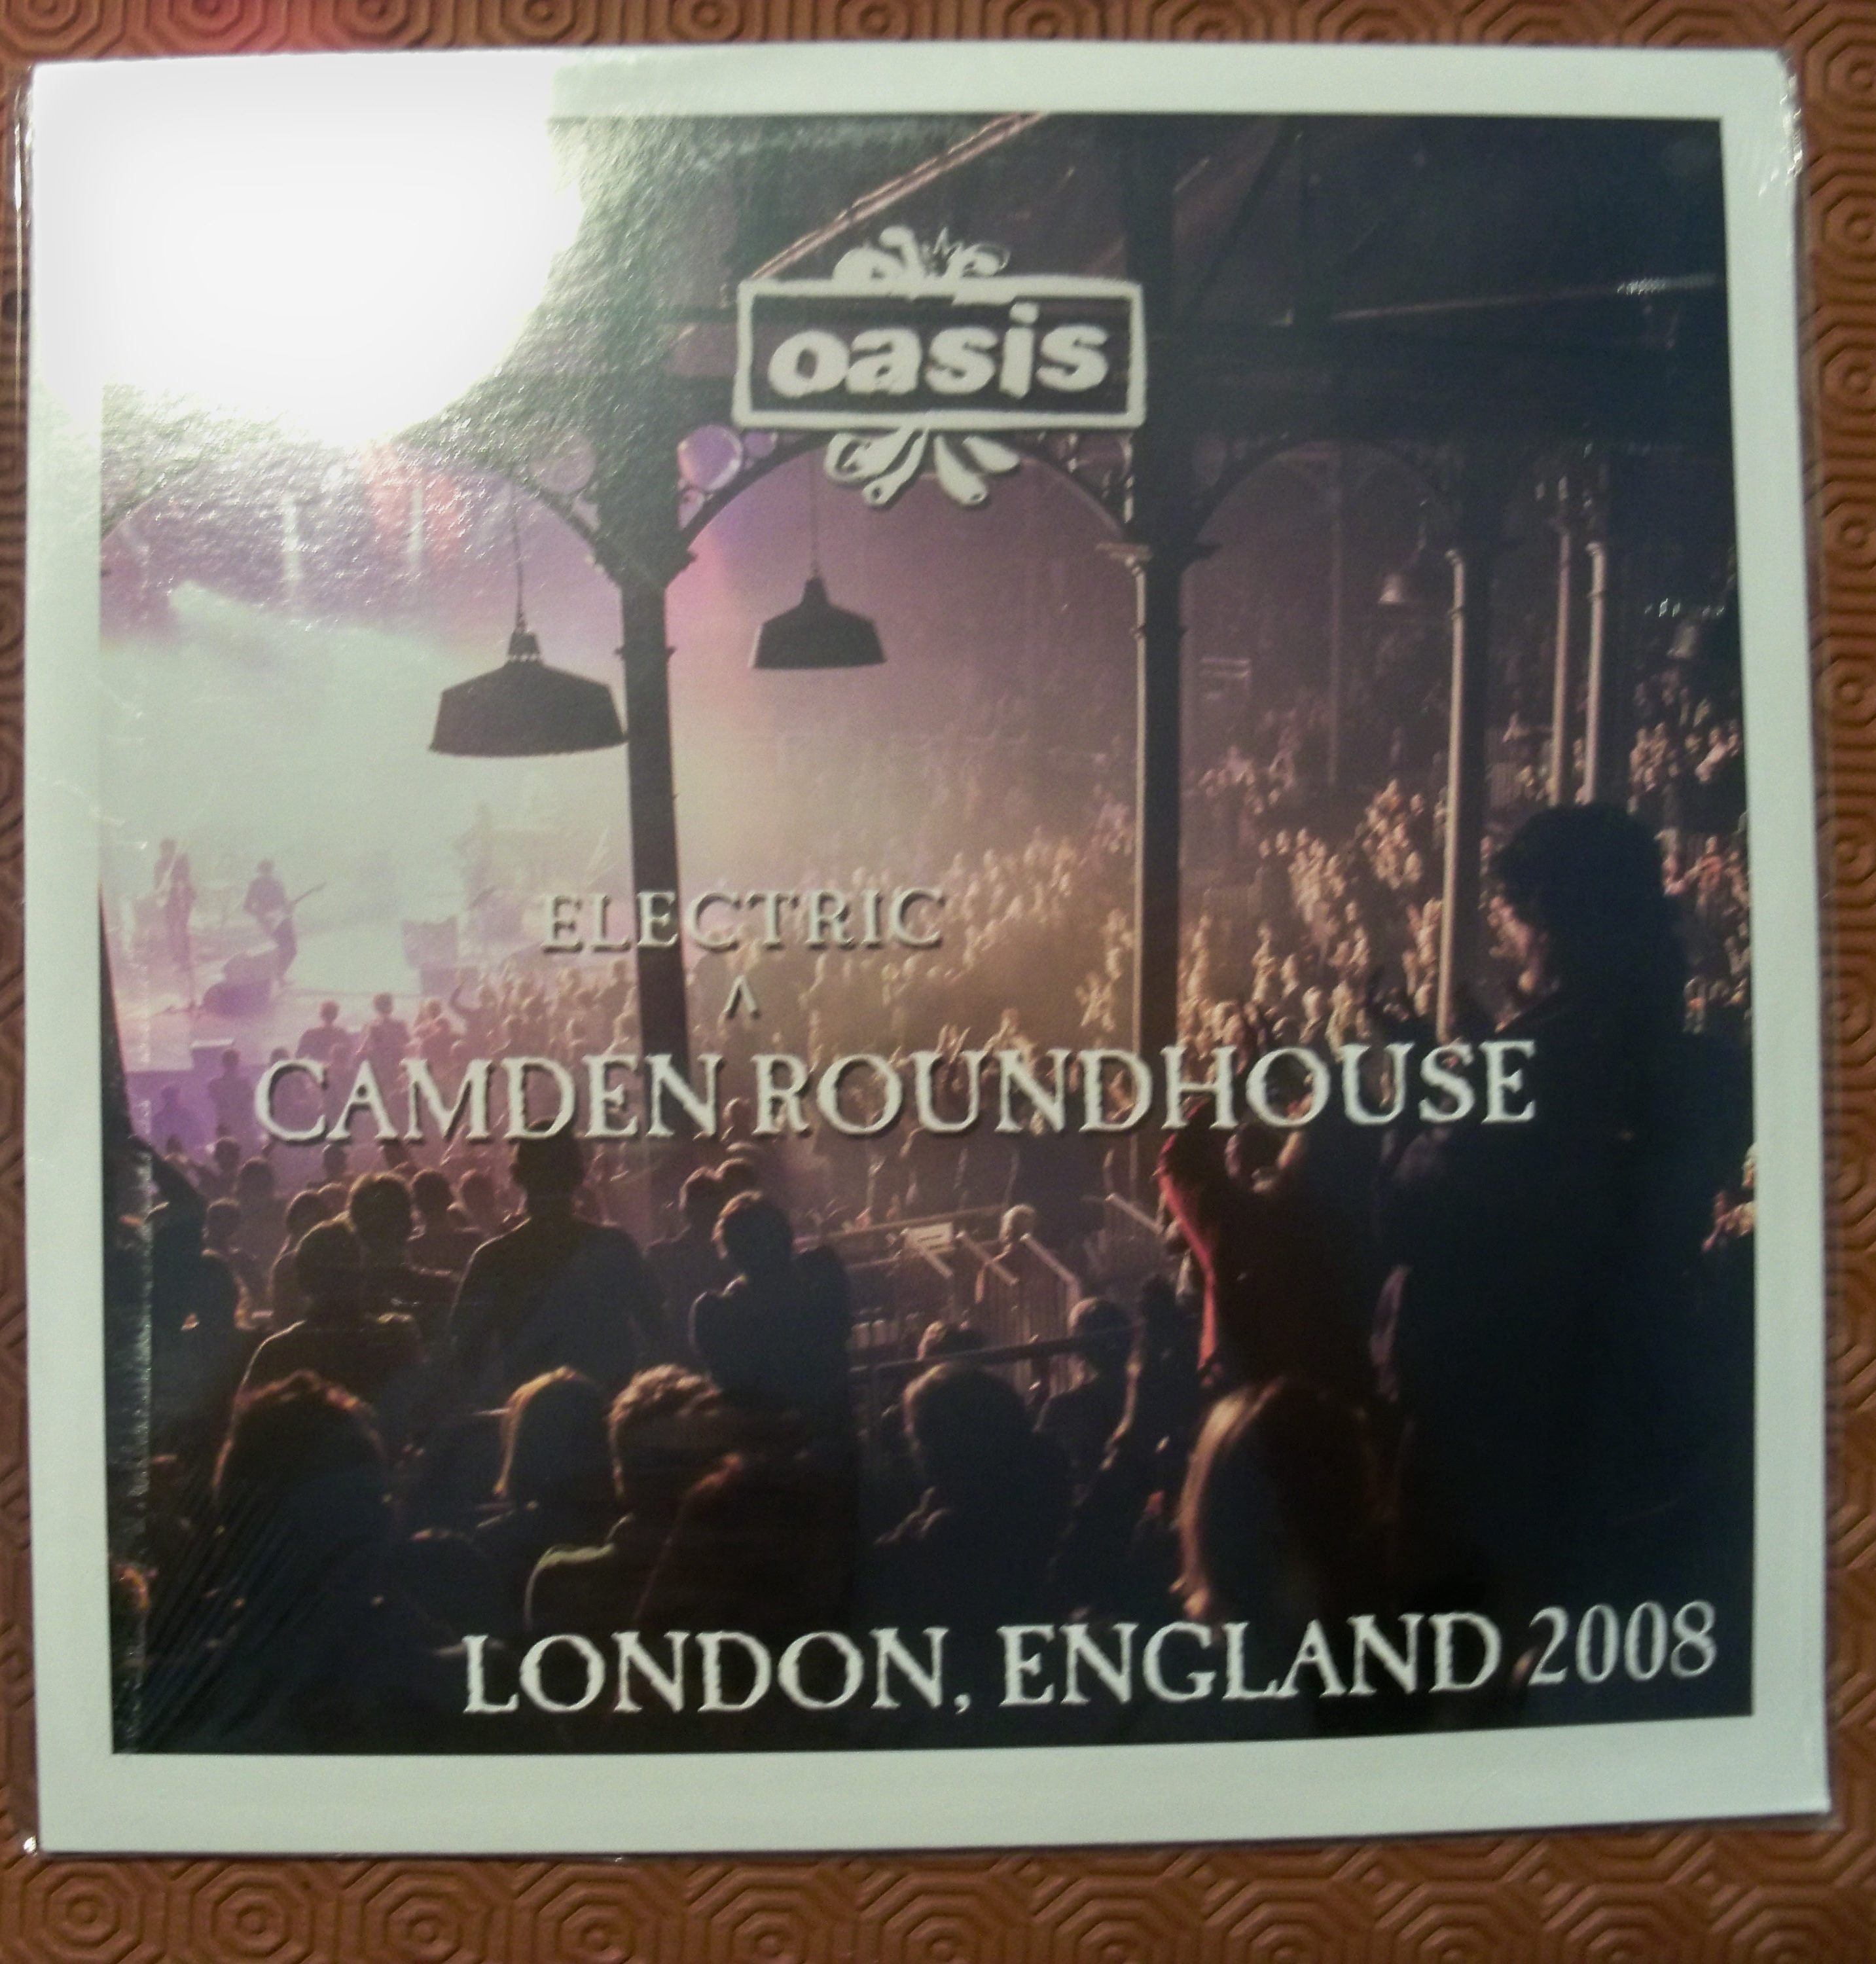 oasis
ELECTRIC
^
CAMDEN ROUNDHOUSE
LONDON, ENGLAND 2008